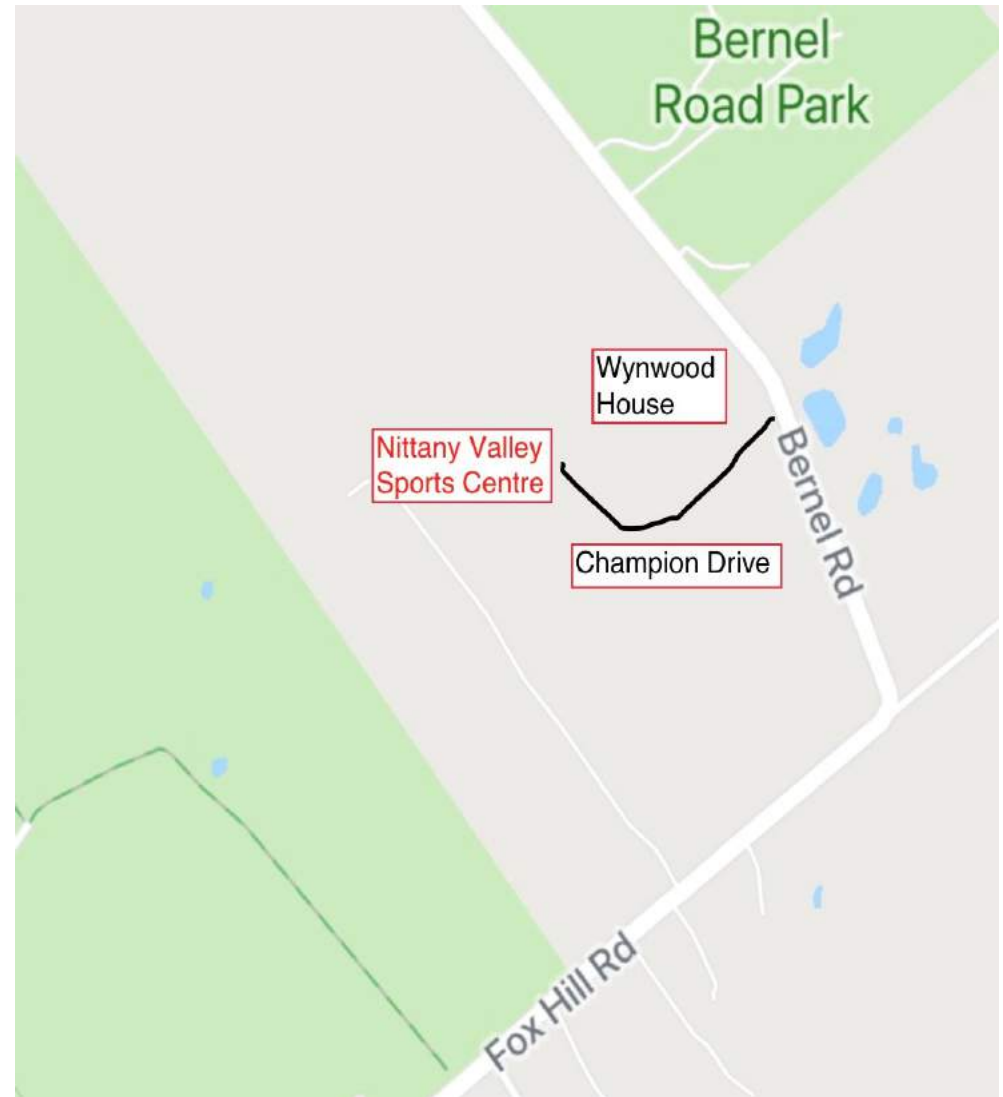 Bernel
Road Park
Wynwood
House
Nittany Valley
Sports Centre
Bernel Rd
Champion Drive
Fox Hill Rd